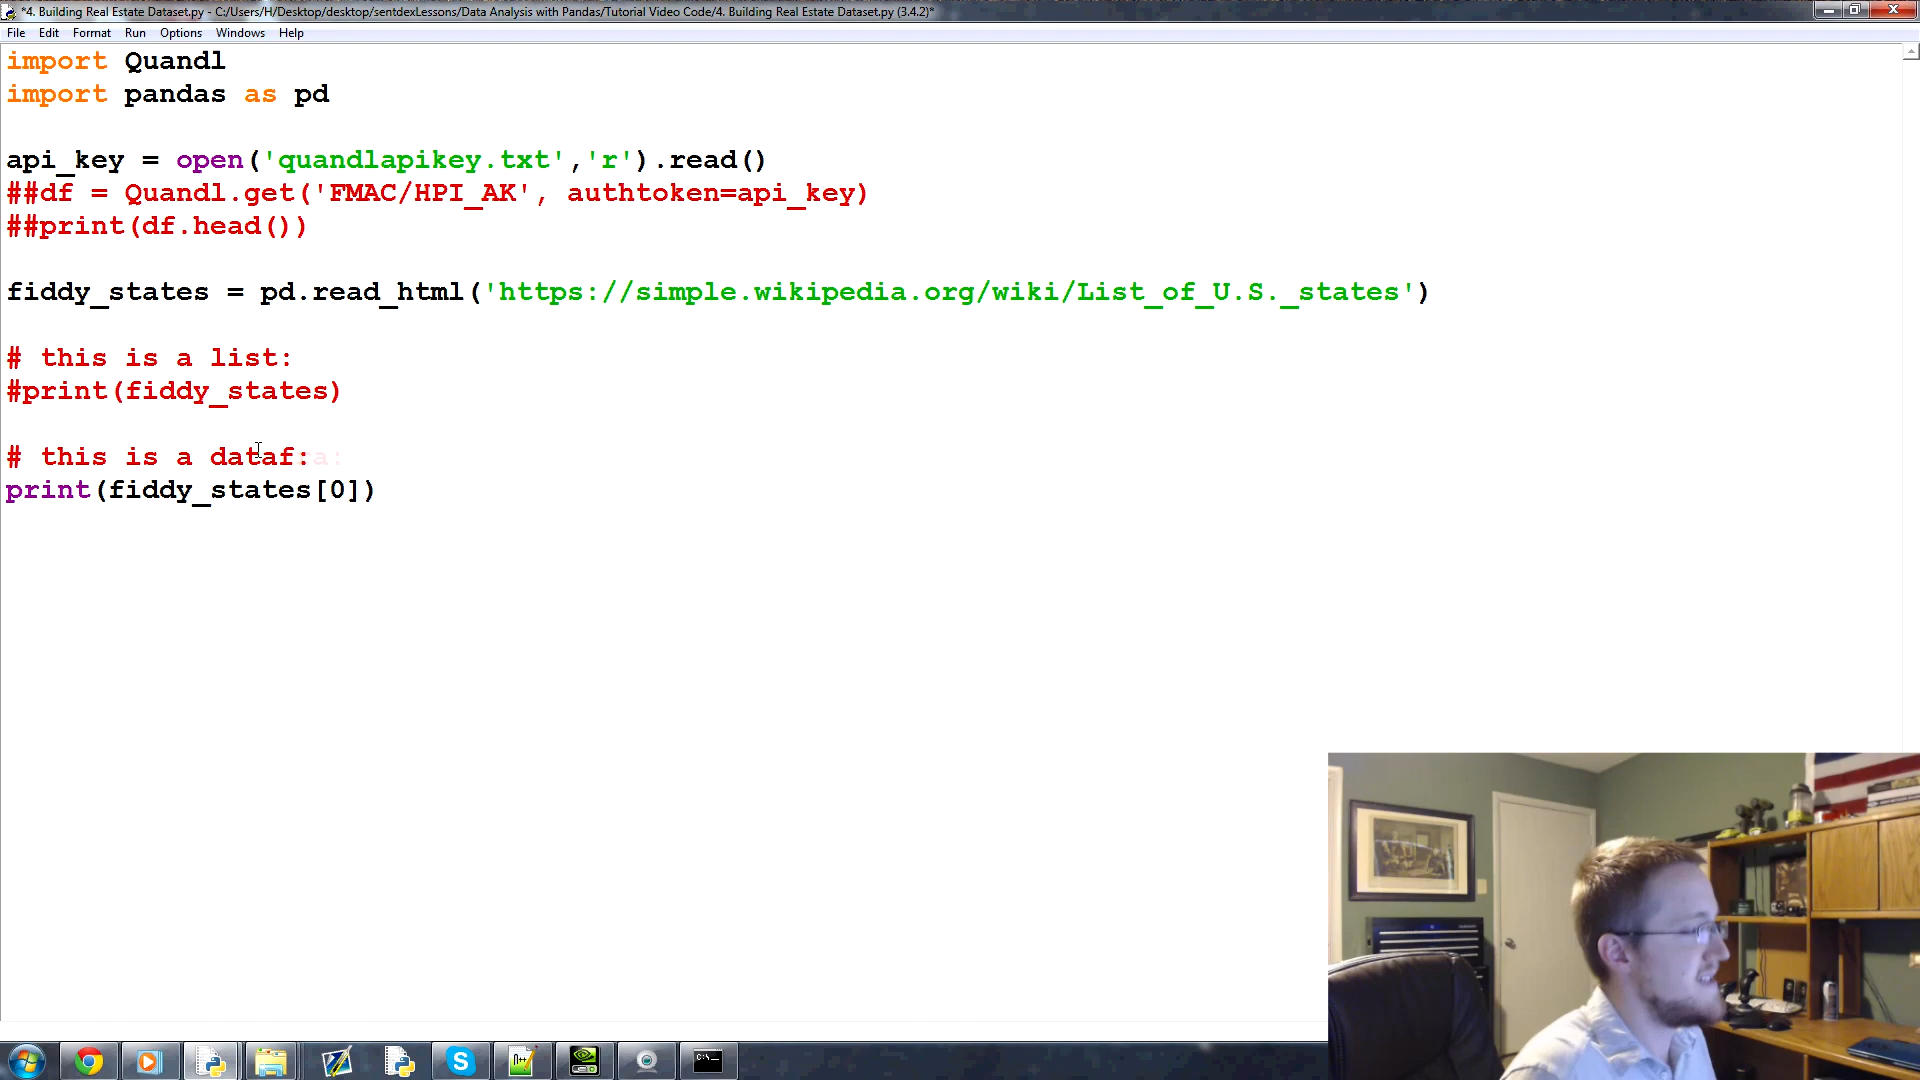 *4. Building Real Estate Dataset.py - C:/Users/H/Desktop/desktop/sentdexLessons/Data Analysis with Pandas/Tutorial Video Code/4. Building Real Estate Dataset.py (3.4.2)*
File Edit Format Run Options Windows Help
import Quandl
import pandas as pd
api_key = open('quandlapikey.txt','r').read()
##df = Quandl.get('FMAC/HPI_AK', authtoken=api_key)
##print(df.head())
fiddy_states = pd.read_html('https://simple.wikipedia.org/wiki/List_of_U.S._states')
# this is a list:
#print(fiddy_states)
# this is a dataf:
print(fiddy_states[0])